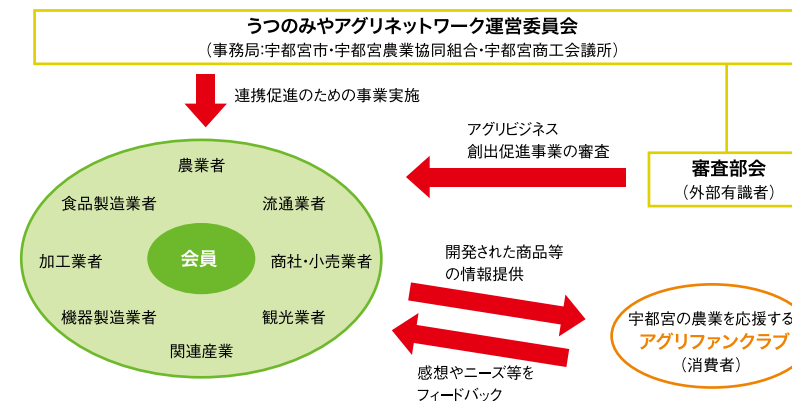 うつのみやアグリネットワーク運営委員会
（事務局：宇都宮市・宇都宮農業協同組合・宇都宮商工会議所）
連携促進のための事業実施
アグリビジネス
創出促進事業の審査
審査部会
（外部有識者）
農業者
食品製造業者
流通業者
加工業者
会員
商社・小売業者
機器製造業者
観光業者
関連産業
開発された商品等
の情報提供
宇都宮の農業を応援する
アグリファンクラブ
（消費者）
感想やニーズ等を
フィードバック